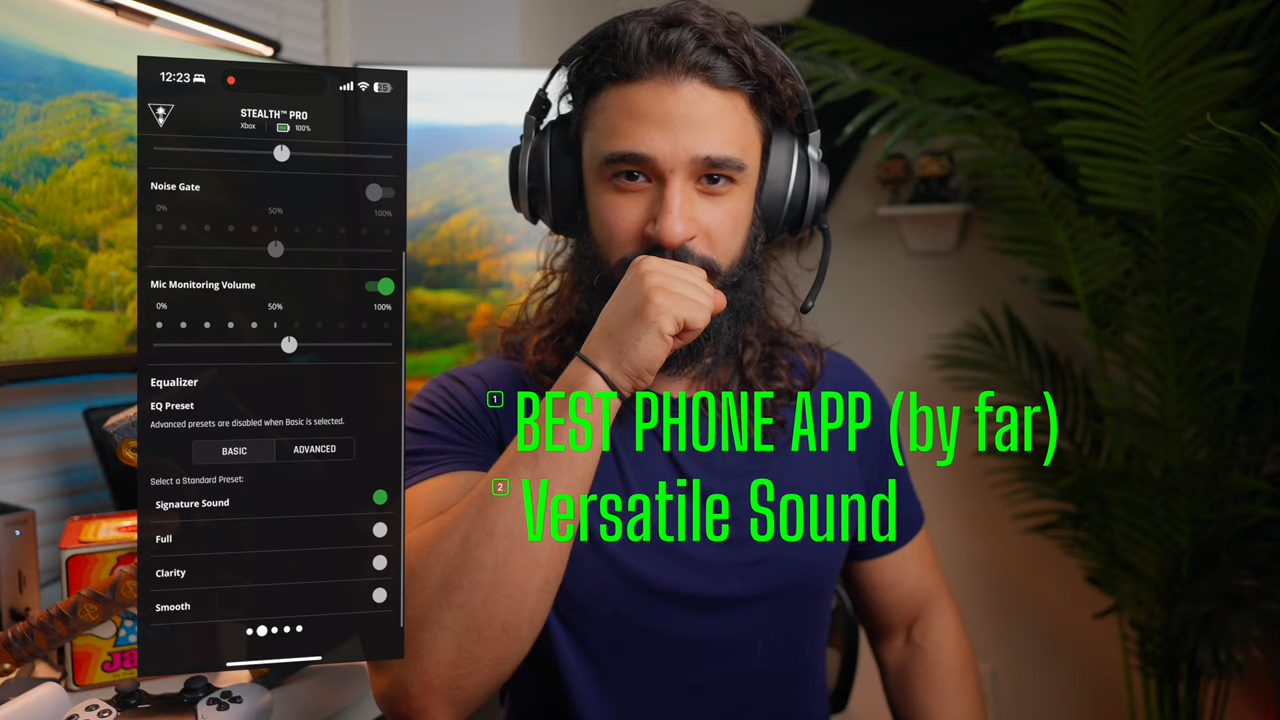 12:23
25
STEALTH™ PRO
Xbox
100%
Noise Gate
0% 50% 100%
Mic Monitoring Volume
0% 50% 100%
Equalizer
EQ Preset
Advanced presets are disabled when Basic is selected.
BASIC ADVANCED
Select a Standard Preset:
Signature Sound
Full
Clarity
Smooth
1 BEST PHONE APP (by far)
2 Versatile Sound